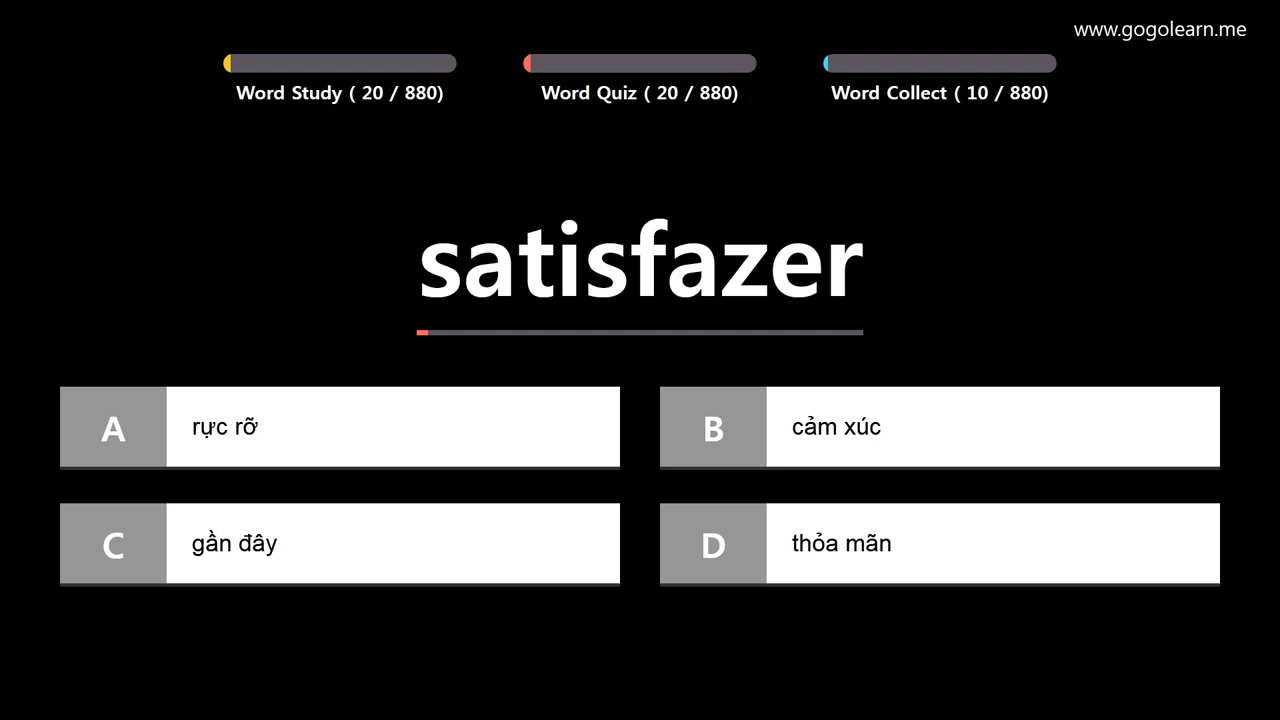 www.gogolearn.me
Word Study ( 20 / 880)
Word Quiz ( 20 / 880)
Word Collect ( 10 / 880)
satisfazer
A
rực rỡ
B
cảm xúc
C
gần đây
D
thỏa mãn